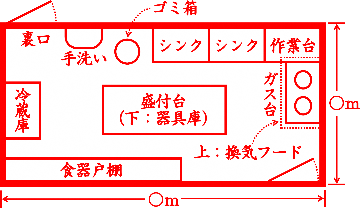 ゴミ箱
裏口
手洗い
シンク
シンク
作業台
冷蔵庫
盛付台
(下：器具庫)
ガス台
〇m
上：換気フード
食器戸棚
〇m